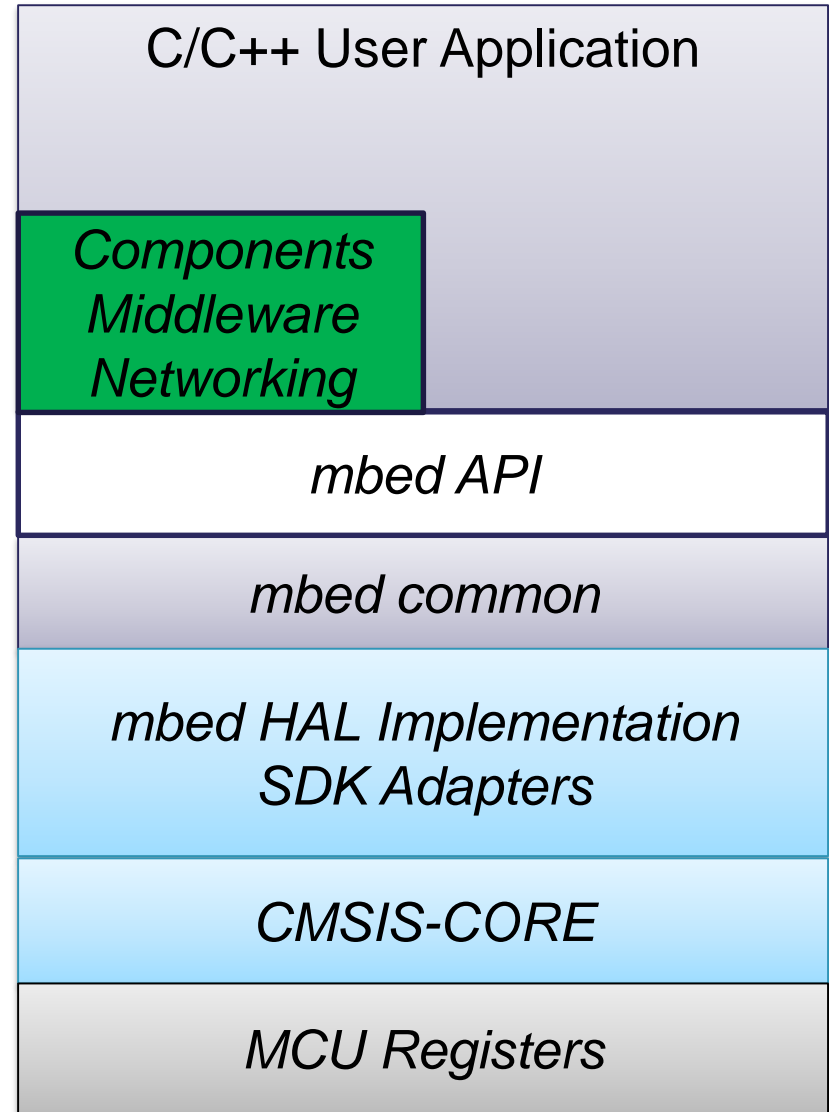 C/C++ User Application
Components
Middleware
Networking
mbed API
mbed common
mbed HAL Implementation
SDK Adapters
CMSIS-CORE
MCU Registers